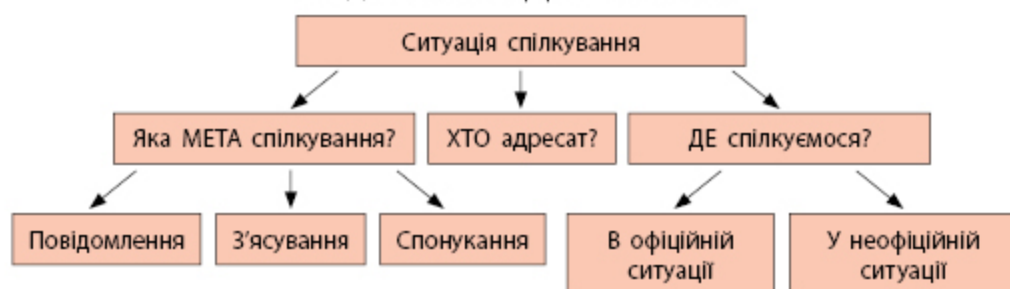 Ситуація спілкування
Яка МЕТА спілкування?
ХТО адресат?
ДЕ спілкуємося?
Повідомлення
З’ясування
Спонукання
В офіційній
ситуації
У неофіційній
ситуації